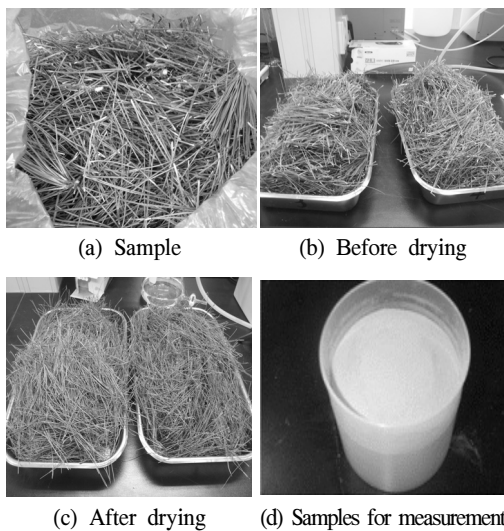 (a) Sample
(b) Before drying
(c) After drying
(d) Samples for measurement